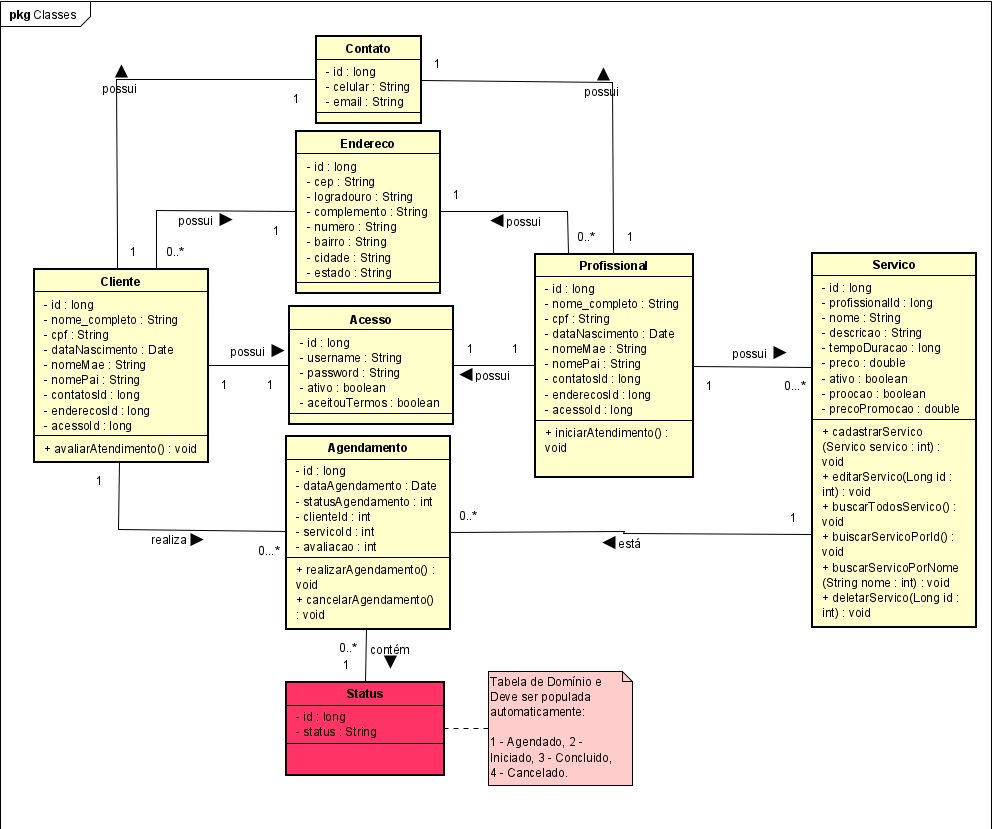 pkg Classes
Contato
- id : long
- celular : String
- email : String
possui
1
1
possui
Endereco
- id : long
- cep : String
- logradouro : String
- complemento : String
- numero : String
- bairro : String
- cidade : String
- estado : String
possui
1
1
possui
1
0..*
0..*
1
Cliente
- id : long
- nome_completo : String
- cpf : String
- dataNascimento : Date
- nomeMae : String
- nomePai : String
- contatosId : long
- enderecosId : long
- acessoId : long
+ avaliarAtendimento() : void
Acesso
- id : long
- username : String
- password : String
- ativo : boolean
- aceitouTermos : boolean
possui
1
1
1
1
possui
Profissional
- id : long
- nome_completo : String
- cpf : String
- dataNascimento : Date
- nomeMae : String
- nomePai : String
- contatosId : long
- enderecosId : long
- acessoId : long
+ iniciarAtendimento() :
void
possui
1
0..*
Servico
- id : long
- profissionalId : long
- nome : String
- descricao : String
- tempoDuracao : long
- preco : double
- ativo : boolean
- proocao : boolean
- precoPromocao : double
+ cadastrarServico
(Servico servico : int) :
void
+ editarServico(Long id :
int) : void
+ buscarTodosServico() :
void
+ buiscarServicoPorId() :
void
+ buscarServicoPorNome
(String nome : int) : void
+ deletarServico(Long id :
int) : void
Agendamento
- id : long
- dataAgendamento : Date
- statusAgendamento : int
- clienteId : int
- servicoId : int
- avaliacao : int
+ realizarAgendamento() :
void
+ cancelarAgendamento()
: void
1
realiza
0..*
0..*
1
está
0..*
contém
1
Status
- id : long
- status : String
Tabela de Domínio e
Deve ser populada
automaticamente:
1 - Agendado, 2 -
Iniciado, 3 - Concluido,
4 - Cancelado.